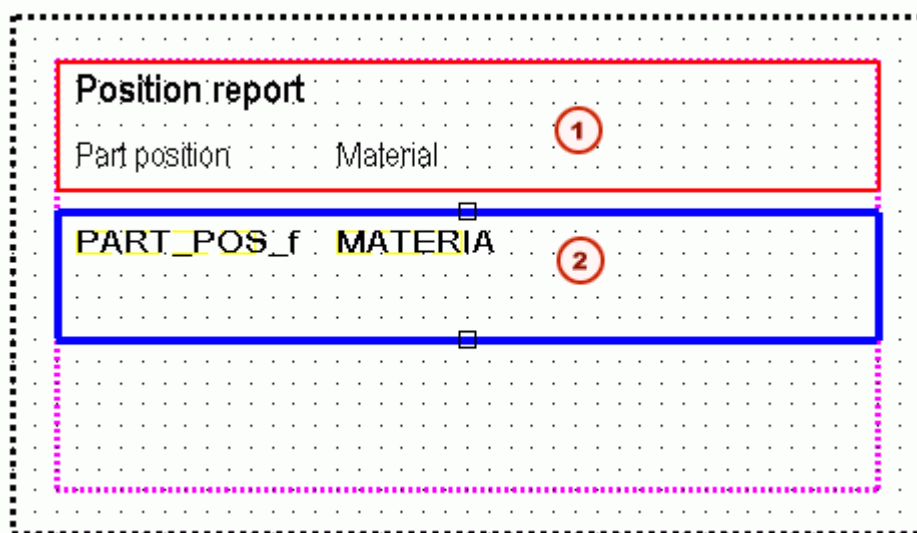 Position report
1
Part position Material
PART_POS_f MATERIA
2